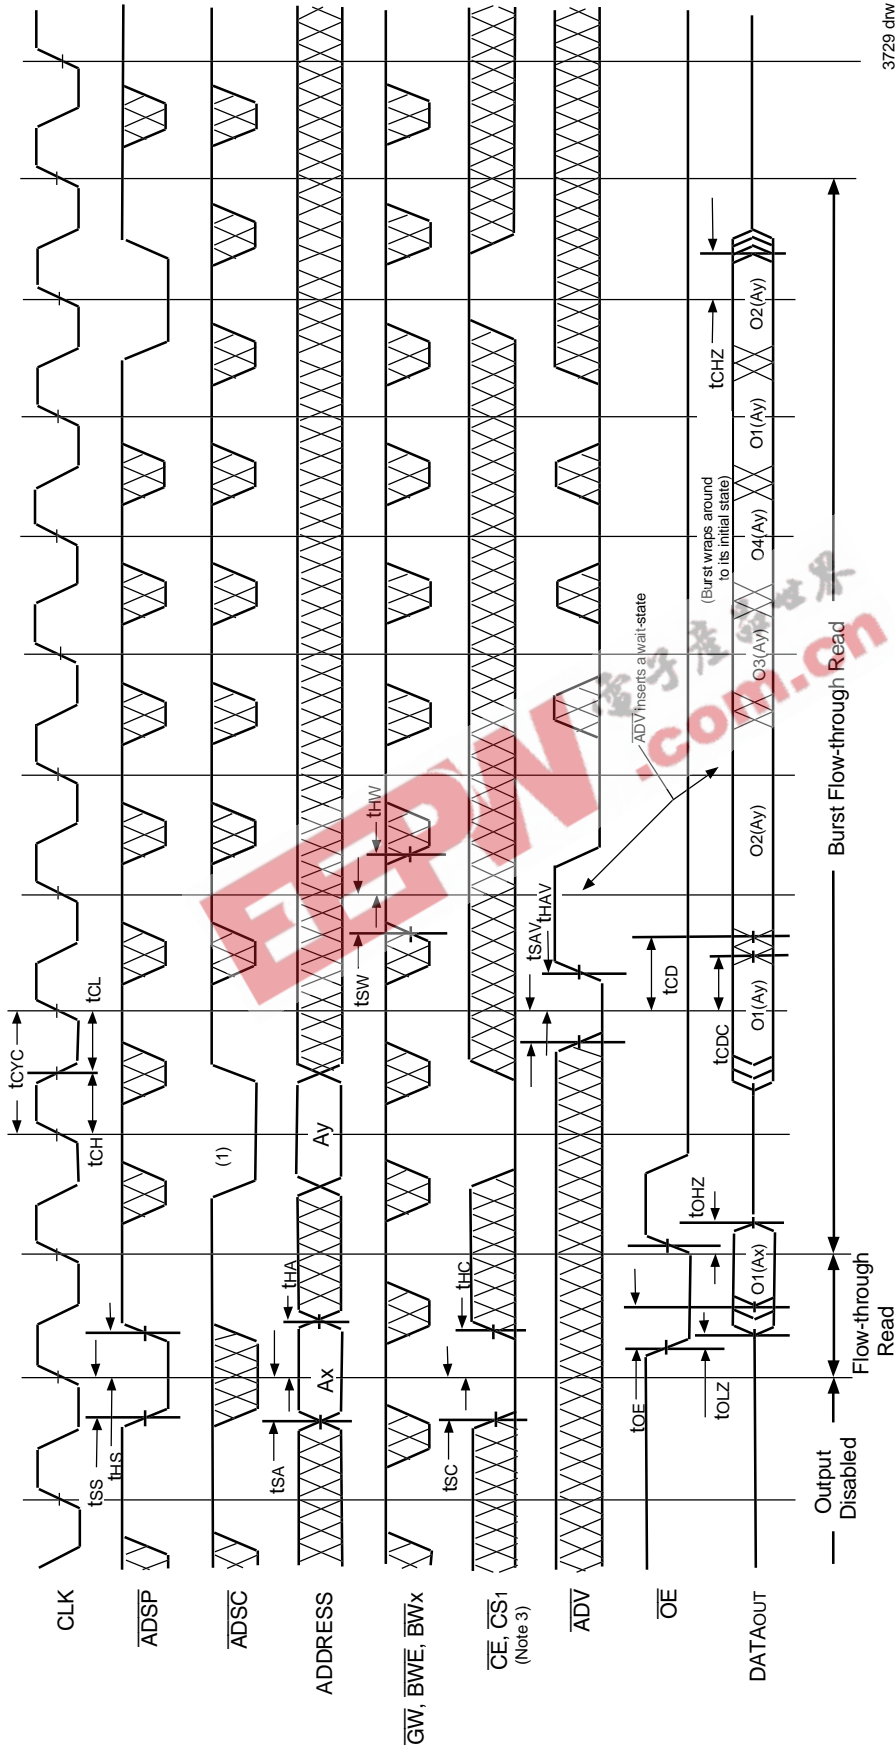 CLK
ADSP
ADSC
ADDRESS
GW, BWE, BWx
CE, CS1
(Note 3)
ADV
OE
DATAOUT
tCYC
tCH
tCL
tSS
tHS
(1)
tSA
tHA
Ax
Ay
tSW
tHW
tSC
tHC
tSAV
tHAV
ADV inserts a wait-state
tOE
tOHZ
tCD
tOLZ
tCDC
tCHZ
(Burst wraps around
to its initial state)
O1(Ax)
O1(Ay)
O2(Ay)
O3(Ay)
O4(Ay)
O1(Ay)
O2(Ay)
Output
Disabled
Flow-through
Read
Burst Flow-through Read
3729 drw
EEPW
.com.cn
電子產品世界